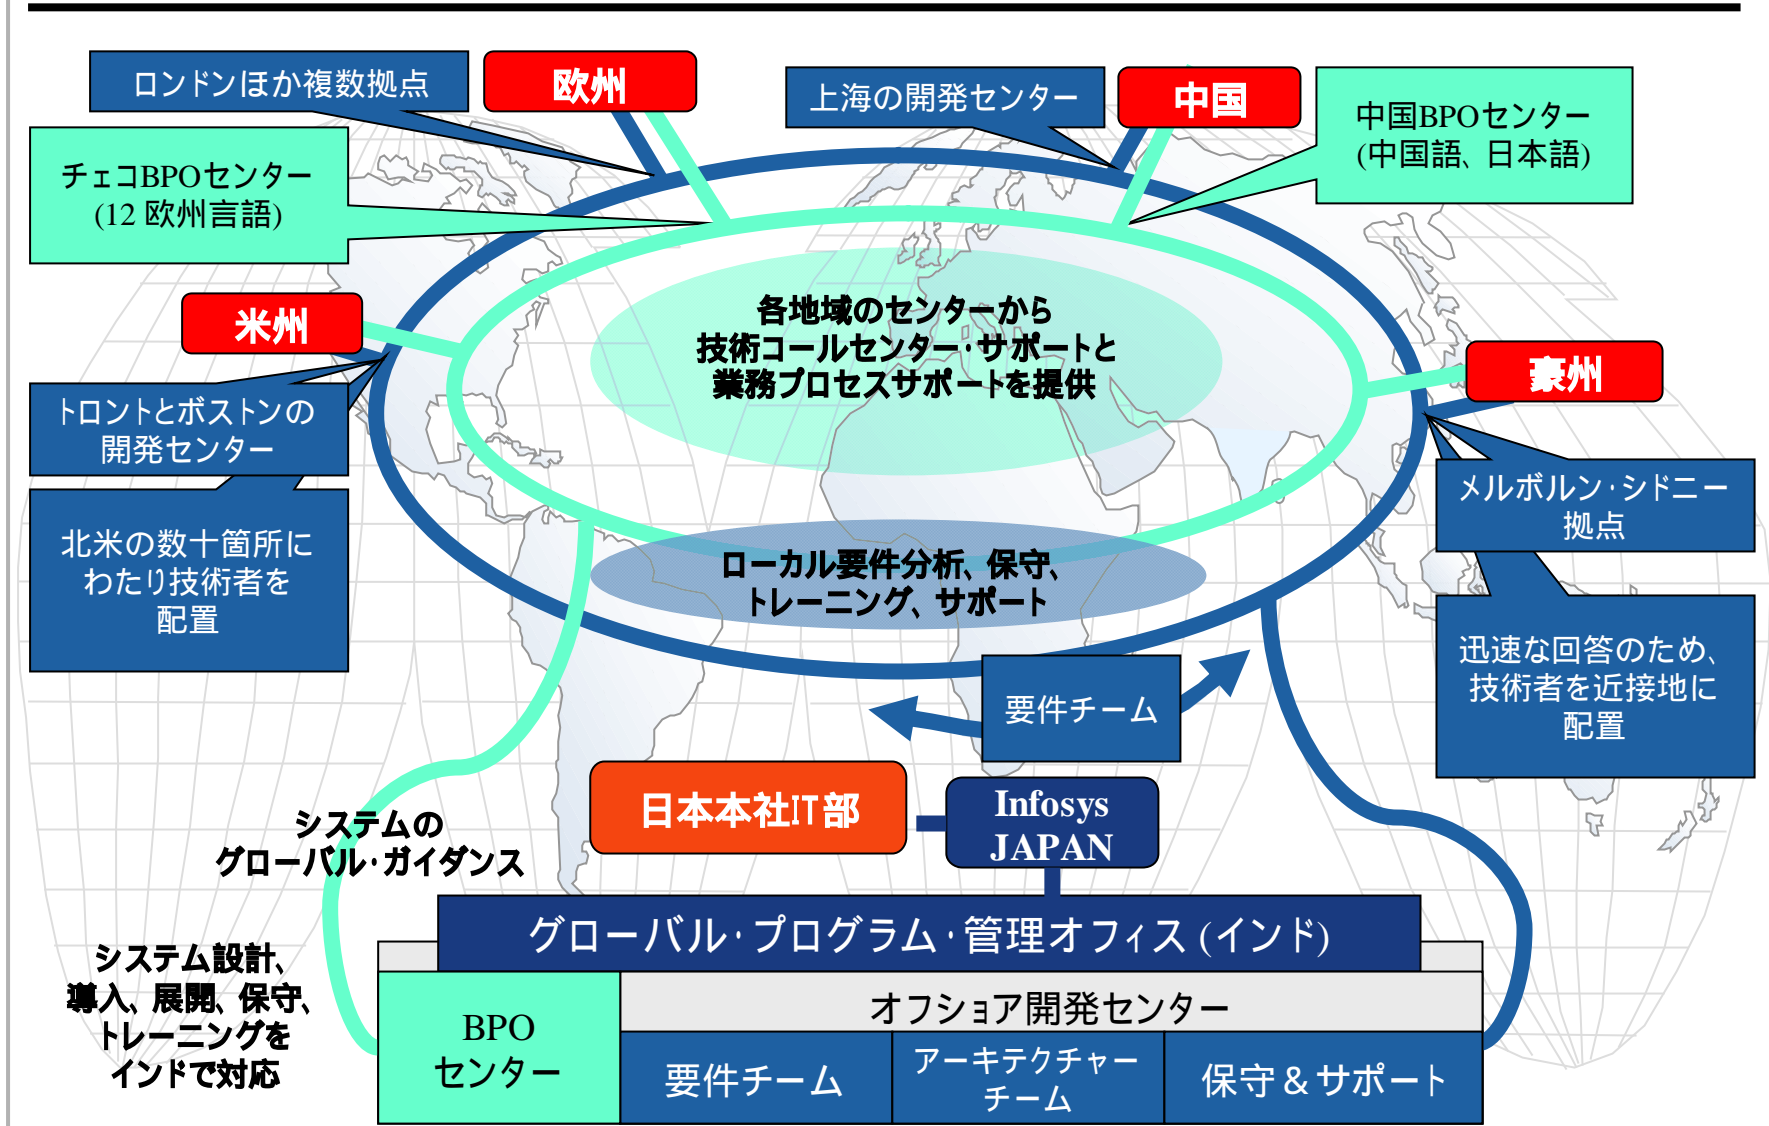 ロンドンほか複数拠点
欧州
上海の開発センター
中国
中国BPOセンター
(中国語、日本語)
チェコBPOセンター
(12 欧州言語)
米州
各地域のセンターから
技術コールセンター・サポートと
業務プロセスサポートを提供
豪州
トロントとボストンの
開発センター
メルボルン・シドニー
拠点
北米の数十箇所に
わたり技術者を
配置
ローカル要件分析、保守、
トレーニング、サポート
迅速な回答のため、
技術者を近接地に
配置
要件チーム
日本本社IT部
Infosys
JAPAN
システムの
グローバル・ガイダンス
グローバル・プログラム・管理オフィス (インド)
システム設計、
導入、展開、保守、
トレーニングを
インドで対応
BPO
センター
オフショア開発センター
要件チーム
アーキテクチャー
チーム
保守＆サポート